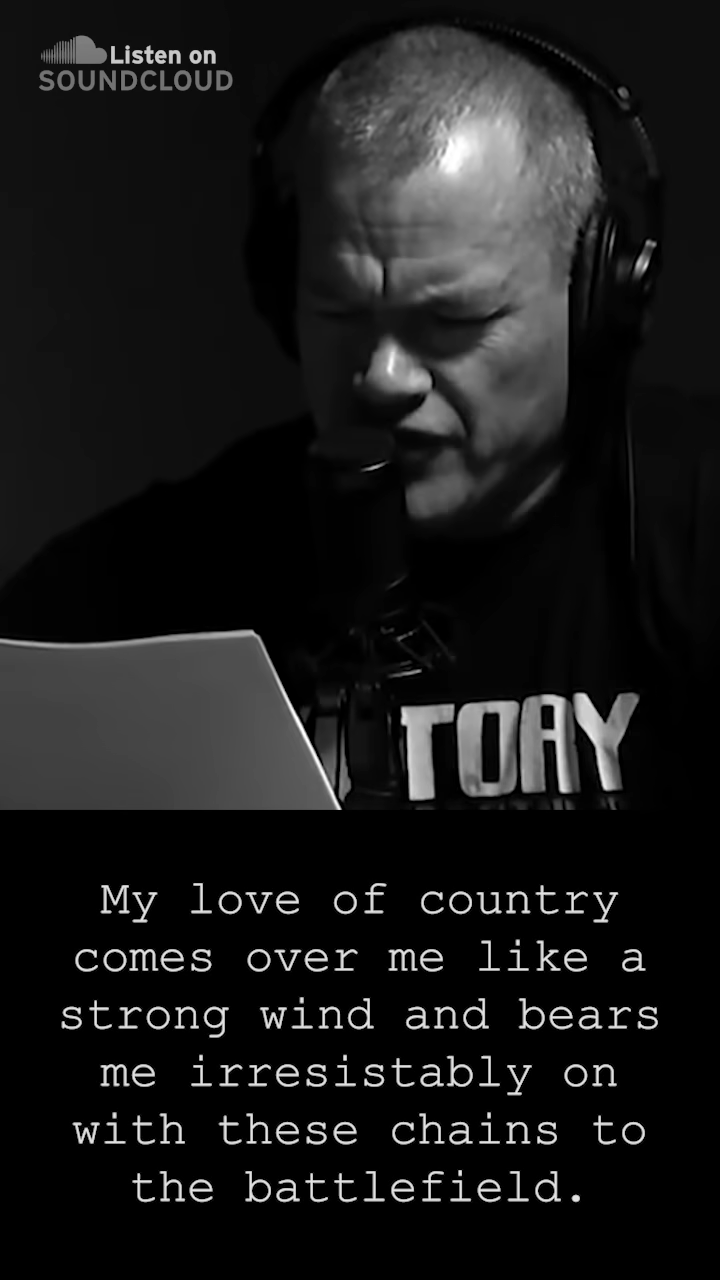 Listen on
SOUNDCLOUD
TORY
My love of country
comes over me like a
strong wind and bears
me irresistably on
with these chains to
the battlefield.